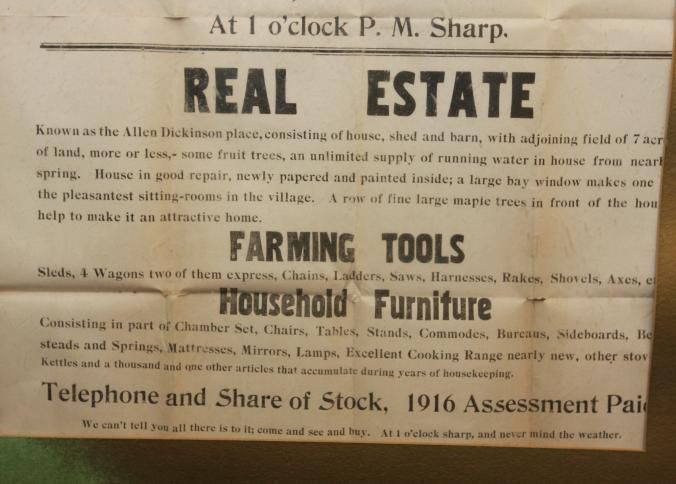 At 1 o'clock P. M. Sharp.
REAL ESTATE
Known as the Allen Dickinson place, consisting of house, shed and barn, with adjoining field of 7 acr
of land, more or less,- some fruit trees, an unlimited supply of running water in house from near
spring. House in good repair, newly papered and painted inside; a large bay window makes one
the pleasantest sitting-rooms in the village. A row of fine large maple trees in front of the hou
help to make it an attractive home.
FARMING TOOLS
Sleds, 4 Wagons two of them express, Chains, Ladders, Saws, Harnesses, Rakes, Shovels, Axes, et
Household Furniture
Consisting in part of Chamber Set, Chairs, Tables, Stands, Commodes, Bureaus, Sideboards, Be
steads and Springs, Mattresses, Mirrors, Lamps, Excellent Cooking Range nearly new, other stov
Kettles and a thousand and one other articles that accumulate during years of housekeeping.
Telephone and Share of Stock, 1916 Assessment Paid
We can't tell you all there is to it; come and see and buy. At 1 o'clock sharp, and never mind the weather.